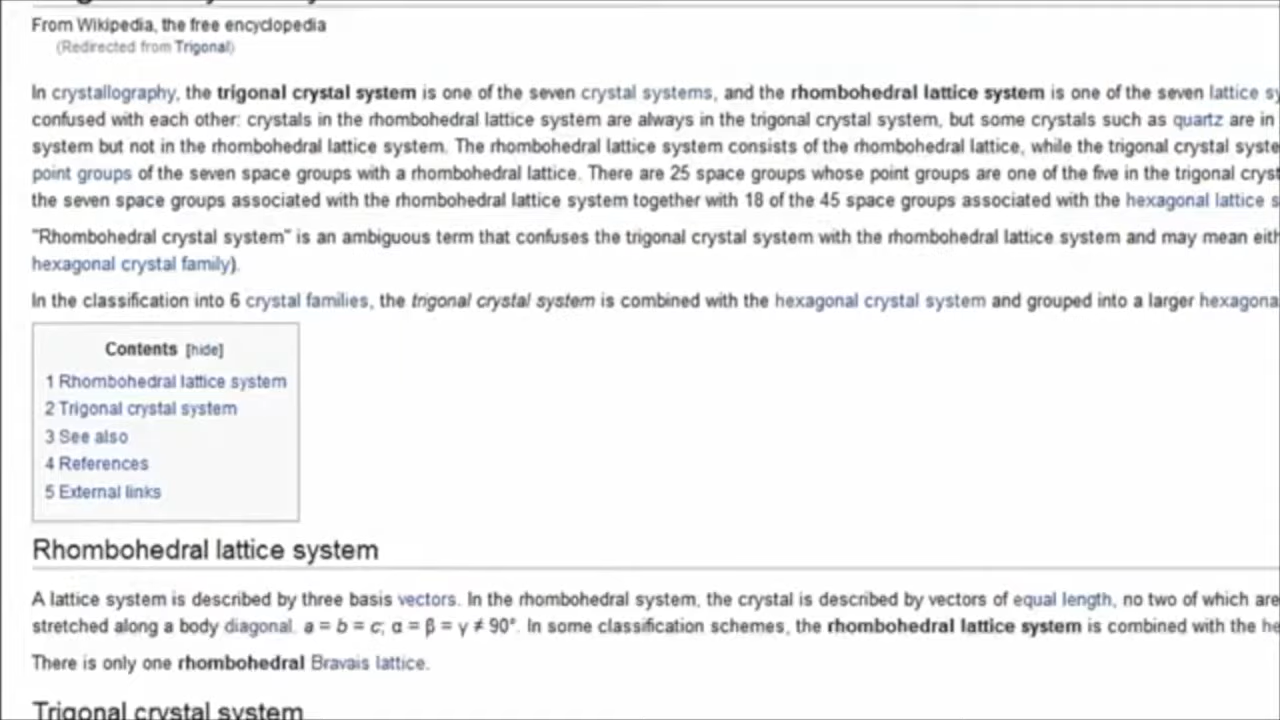 From Wikipedia, the free encyclopedia
(Redirected from Trigonal)
In crystallography, the trigonal crystal system is one of the seven crystal systems, and the rhombohedral lattice system is one of the seven lattice sy
confused with each other: crystals in the rhombohedral lattice system are always in the trigonal crystal system, but some crystals such as quartz are in
system but not in the rhombohedral lattice system. The rhombohedral lattice system consists of the rhombohedral lattice, while the trigonal crystal syste
point groups of the seven space groups with a rhombohedral lattice. There are 25 space groups whose point groups are one of the five in the trigonal cryst
the seven space groups associated with the rhombohedral lattice system together with 18 of the 45 space groups associated with the hexagonal lattice s
"Rhombohedral crystal system" is an ambiguous term that confuses the trigonal crystal system with the rhombohedral lattice system and may mean eith
hexagonal crystal family).
In the classification into 6 crystal families, the trigonal crystal system is combined with the hexagonal crystal system and grouped into a larger hexagona
Contents [hide]
1 Rhombohedral lattice system
2 Trigonal crystal system
3 See also
4 References
5 External links
Rhombohedral lattice system
A lattice system is described by three basis vectors. In the rhombohedral system, the crystal is described by vectors of equal length, no two of which are
stretched along a body diagonal. a = b = c; α = β = γ ≠ 90°. In some classification schemes, the rhombohedral lattice system is combined with the he
There is only one rhombohedral Bravais lattice.
Trigonal crystal system